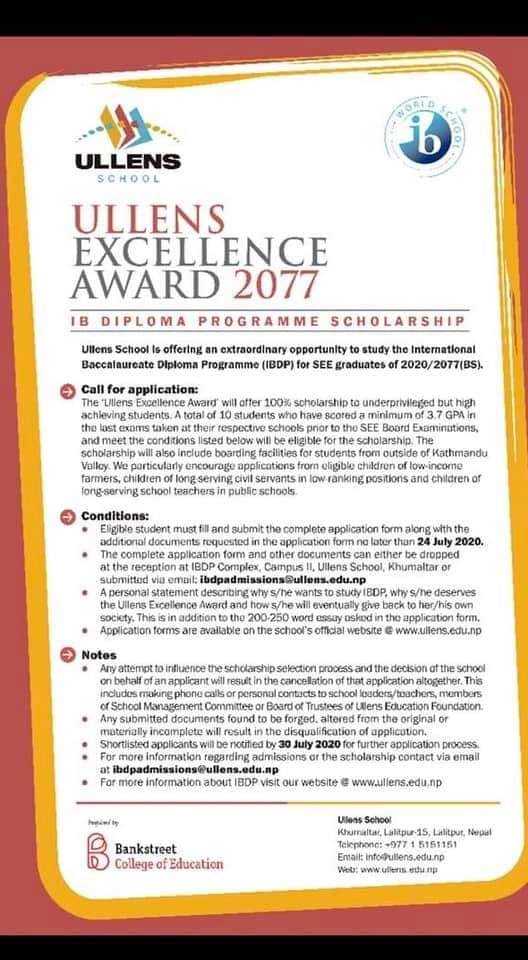 ULLENS
SCHOOL
WORLD SCHOOL
ib
®
ULLENS
EXCELLENCE
AWARD 2077
IB DIPLOMA PROGRAMME SCHOLARSHIP
Ullens School is offering an extraordinary opportunity to study the International
Baccalaureate Diploma Programme (IBDP) for SEE graduates of 2020/2077(BS).
Call for application:
The 'Ullens Excellence Award' will offer 100% scholarship to underprivileged but high
achieving students. A total of 10 students who have scored a minimum of 3.7 GPA in
the last exams taken at their respective schools prior to the SEE Board Examinations,
and meet the conditions listed below will be eligible for the scholarship. The
scholarship will also include boarding facilities for students from outside of Kathmandu
Valley. We particularly encourage applications from eligible children of low-income
farmers, children of long serving civil servants in low-ranking positions and children of
long-serving school teachers in public schools.
Conditions:
• Eligible student must fill and submit the complete application form along with the
additional documents requested in the application form no later than 24 July 2020.
• The complete application form and other documents can either be dropped
at the reception at IBDP Complex, Campus II, Ullens School, Khumaltar or
submitted via email: ibdpadmissions@ullens.edu.np
• A personal statement describing why s/he wants to study IBDP, why s/he deserves
the Ullens Excellence Award and how s/he will eventually give back to her/his own
society. This is in addition to the 200-250 word essay asked in the application form.
• Application forms are available on the school's official website @ www.ullens.edu.np
Notes
• Any attempt to influence the scholarship selection process and the decision of the school
on behalf of an applicant will result in the cancellation of that application altogether. This
includes making phone calls or personal contacts to school leaders/teachers, members
of School Management Committee or Board of Trustees of Ullens Education Foundation.
• Any submitted documents found to be forged, altered from the original or
materially incomplete will result in the disqualification of application.
• Shortlisted applicants will be notified by 30 July 2020 for further application process.
• For more information regarding admissions or the scholarship contact via email
at ibdpadmissions@ullens.edu.np
• For more information about IBDP visit our website @ www.ullens.edu.np
by
Bankstreet
College of Education
Ullens School
Khumaltar, Lalitpur-15, Lalitpur, Nepal
Telephone: +977 1 5151151
Email: info@ullens.edu.np
Web: www.ullens.edu.np